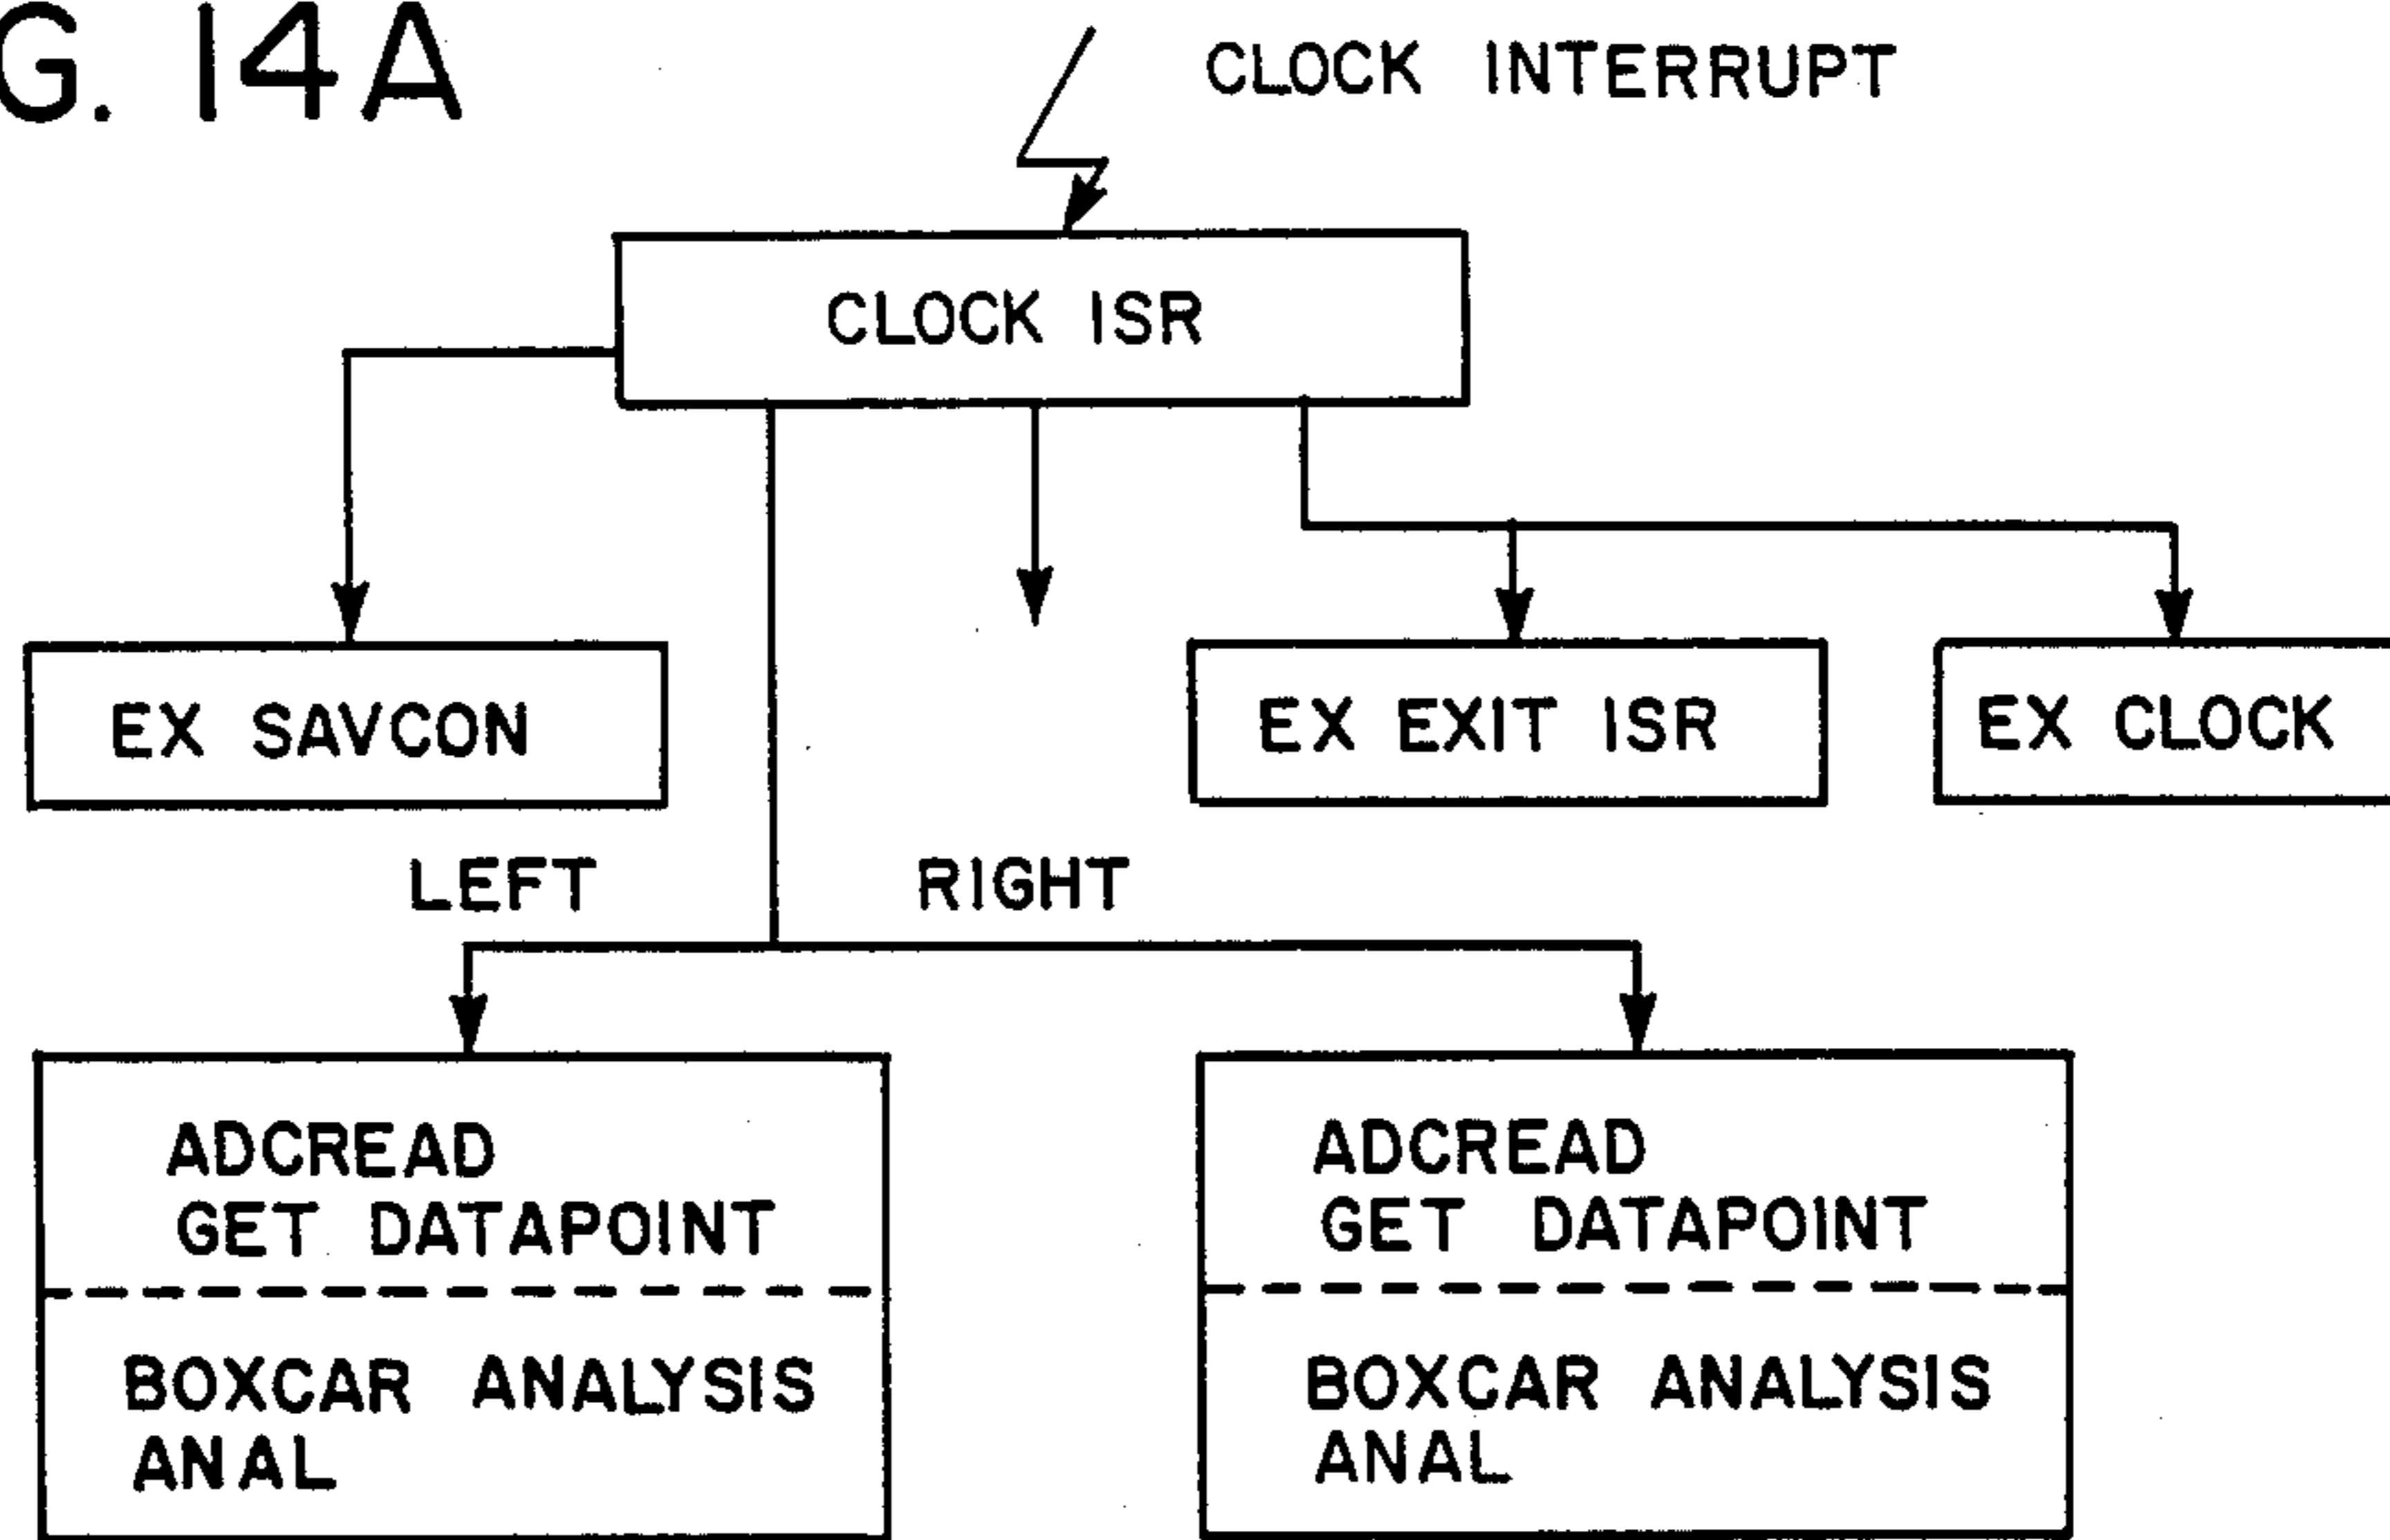 G. 14A
CLOCK INTERRUPT
CLOCK ISR
EX SAVCON
EX EXIT ISR
EX CLOCK
LEFT
RIGHT
ADCREAD
GET DATAPOINT
BOXCAR ANALYSIS
ANAL
ADCREAD
GET DATAPOINT
BOXCAR ANALYSIS
ANAL